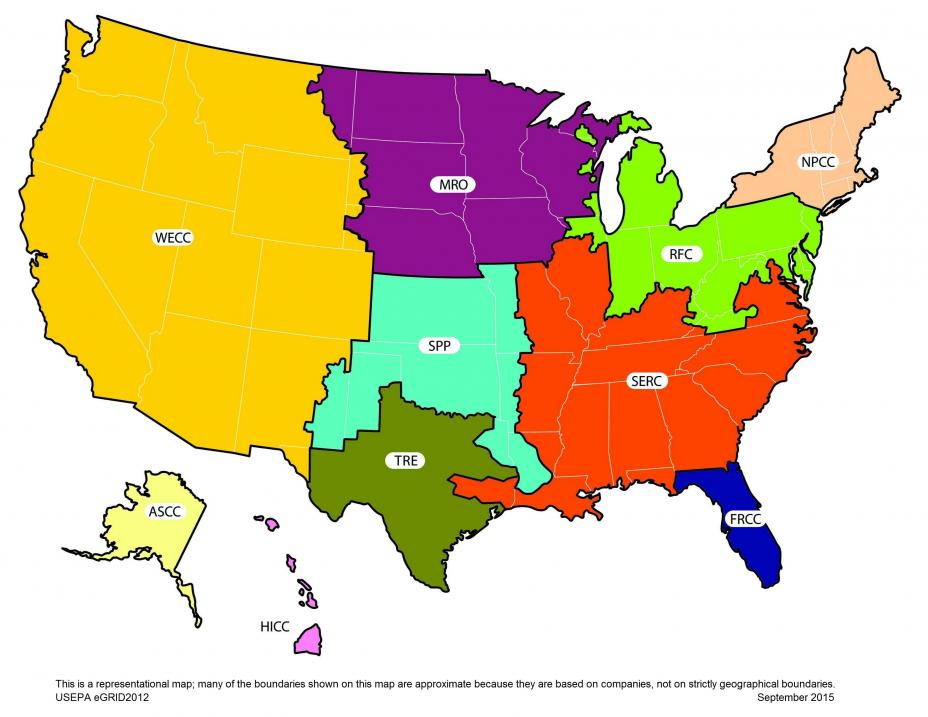 NPCC
MRO
WECC
RFC
SPP
SERC
TRE
ASCC
FRCC
HICC
This is a representational map; many of the boundaries shown on this map are approximate because they are based on companies, not on strictly geographical boundaries.
USEPA eGRID2012
September 2015